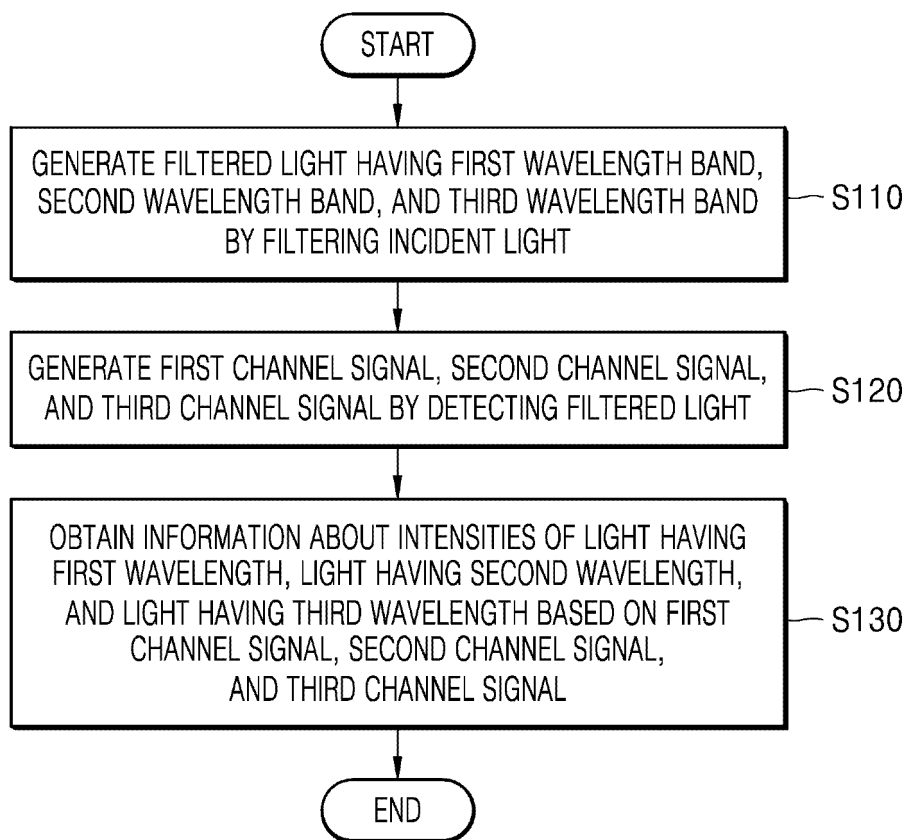 START
GENERATE FILTERED LIGHT HAVING FIRST WAVELENGTH BAND,
SECOND WAVELENGTH BAND, AND THIRD WAVELENGTH BAND
BY FILTERING INCIDENT LIGHT
S110
GENERATE FIRST CHANNEL SIGNAL, SECOND CHANNEL SIGNAL,
AND THIRD CHANNEL SIGNAL BY DETECTING FILTERED LIGHT
S120
OBTAIN INFORMATION ABOUT INTENSITIES OF LIGHT HAVING
FIRST WAVELENGTH, LIGHT HAVING SECOND WAVELENGTH,
AND LIGHT HAVING THIRD WAVELENGTH BASED ON FIRST
CHANNEL SIGNAL, SECOND CHANNEL SIGNAL,
AND THIRD CHANNEL SIGNAL
S130
END